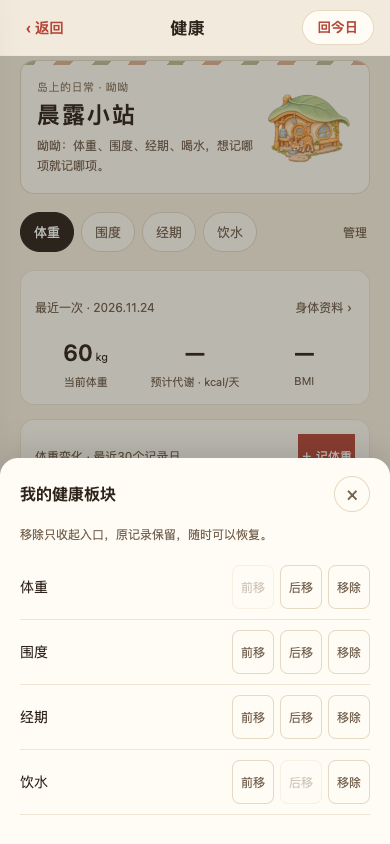 ‹ 返回
健康
回今日
岛上的日常 · 呦呦
晨露小站
呦呦：体重、围度、经期、喝水，想记哪
项就记哪项。
体重
围度
经期
饮水
管理
最近一次 · 2026.11.24
身体资料 ›
60 kg
—
—
当前体重
预计代谢 · kcal/天
BMI
体重变化 · 最近30个记录日
+ 记体重
我的健康板块
×
移除只收起入口，原记录保留，随时可以恢复。
体重
前移
后移
移除
围度
前移
后移
移除
经期
前移
后移
移除
饮水
前移
后移
移除